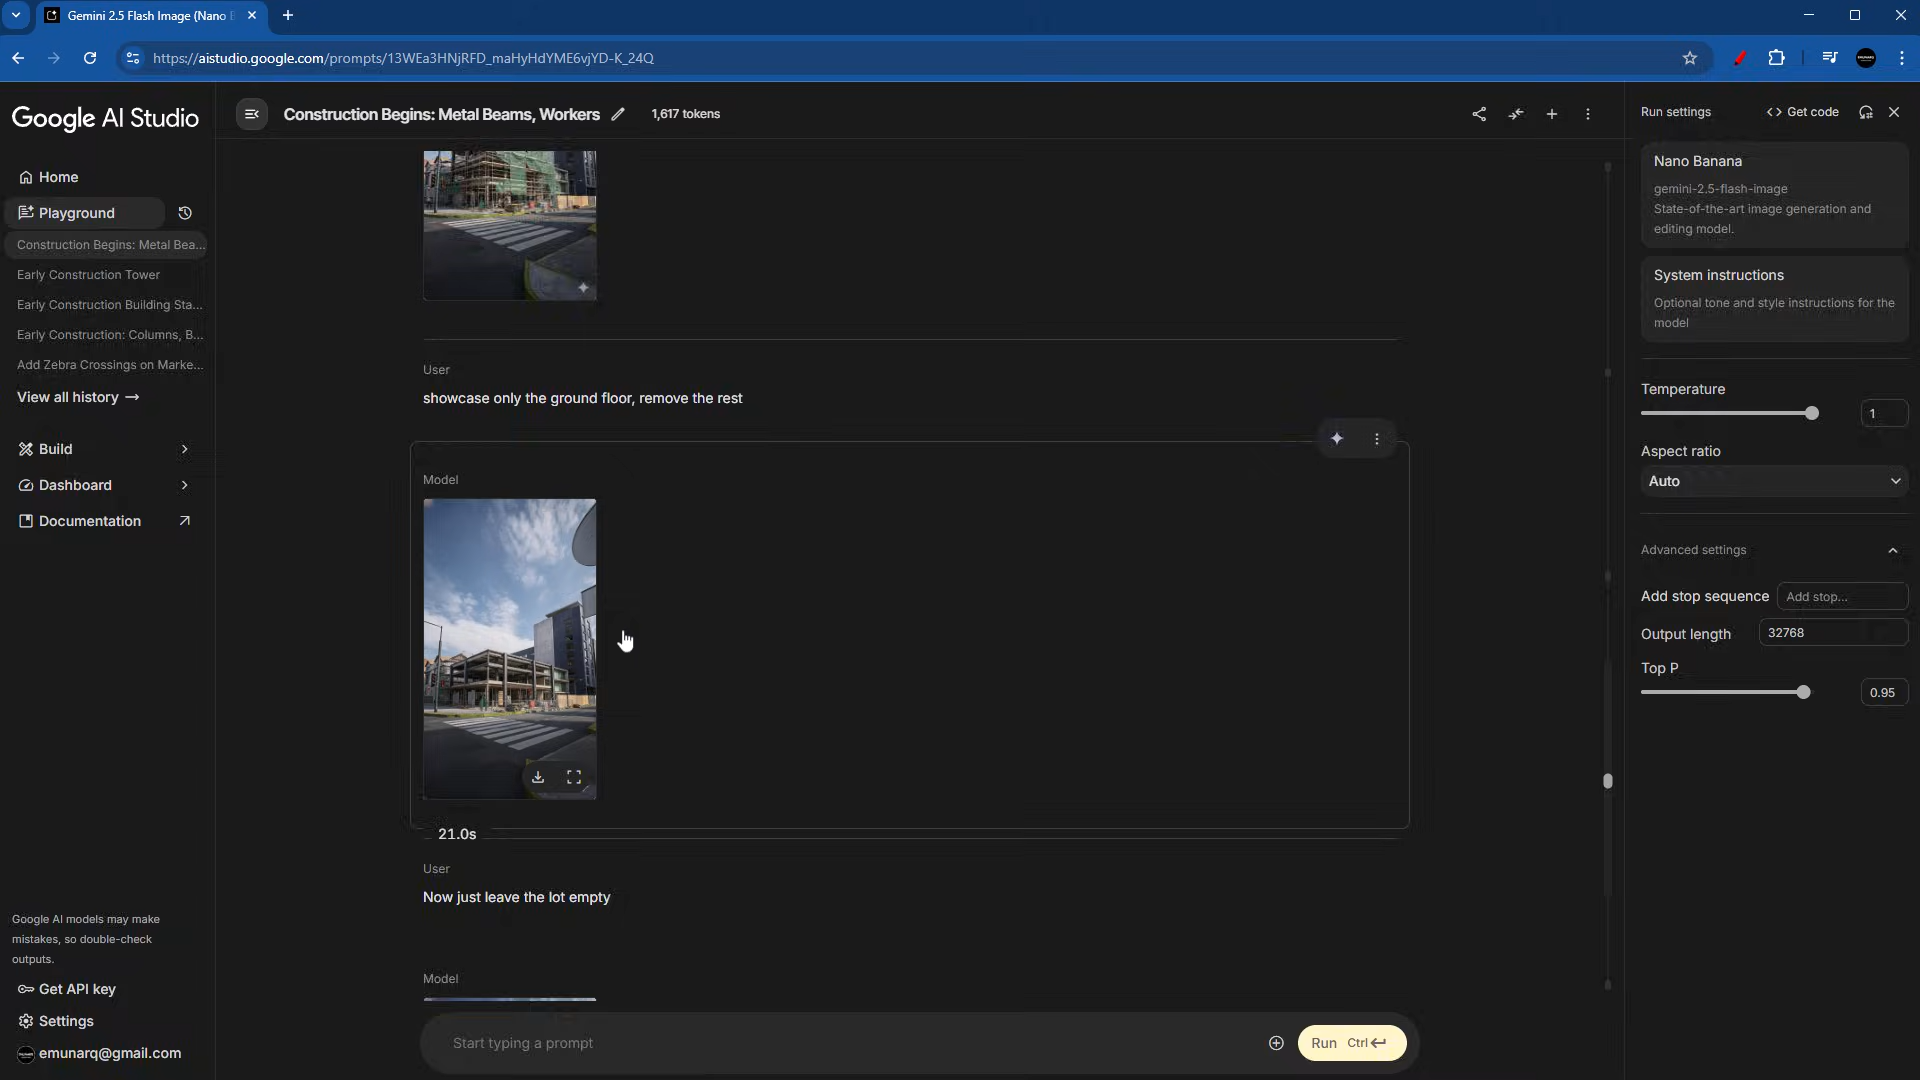 Gemini 2.5 Flash Image (Nano B
https://aistudio.google.com/prompts/13WEa3HNjRFD_maHyHdYME6vjYD-K_24Q
Google AI Studio
Home
Playground
Construction Begins: Metal Bea...
Early Construction Tower
Early Construction Building Sta...
Early Construction: Columns, B...
Add Zebra Crossings on Marke...
View all history →
Build
Dashboard
Documentation
Google AI models may make
mistakes, so double-check
outputs.
Get API key
Settings
emunarq@gmail.com
Construction Begins: Metal Beams, Workers
1,617 tokens
User
showcase only the ground floor, remove the rest
Model
21.0s
User
Now just leave the lot empty
Model
Start typing a prompt
Run Ctrl
Run settings
<> Get code
Nano Banana
gemini-2.5-flash-image
State-of-the-art image generation and
editing model.
System instructions
Optional tone and style instructions for the
model
Temperature
1
Aspect ratio
Auto
Advanced settings
Add stop sequence
Add stop...
Output length
32768
Top P
0.95